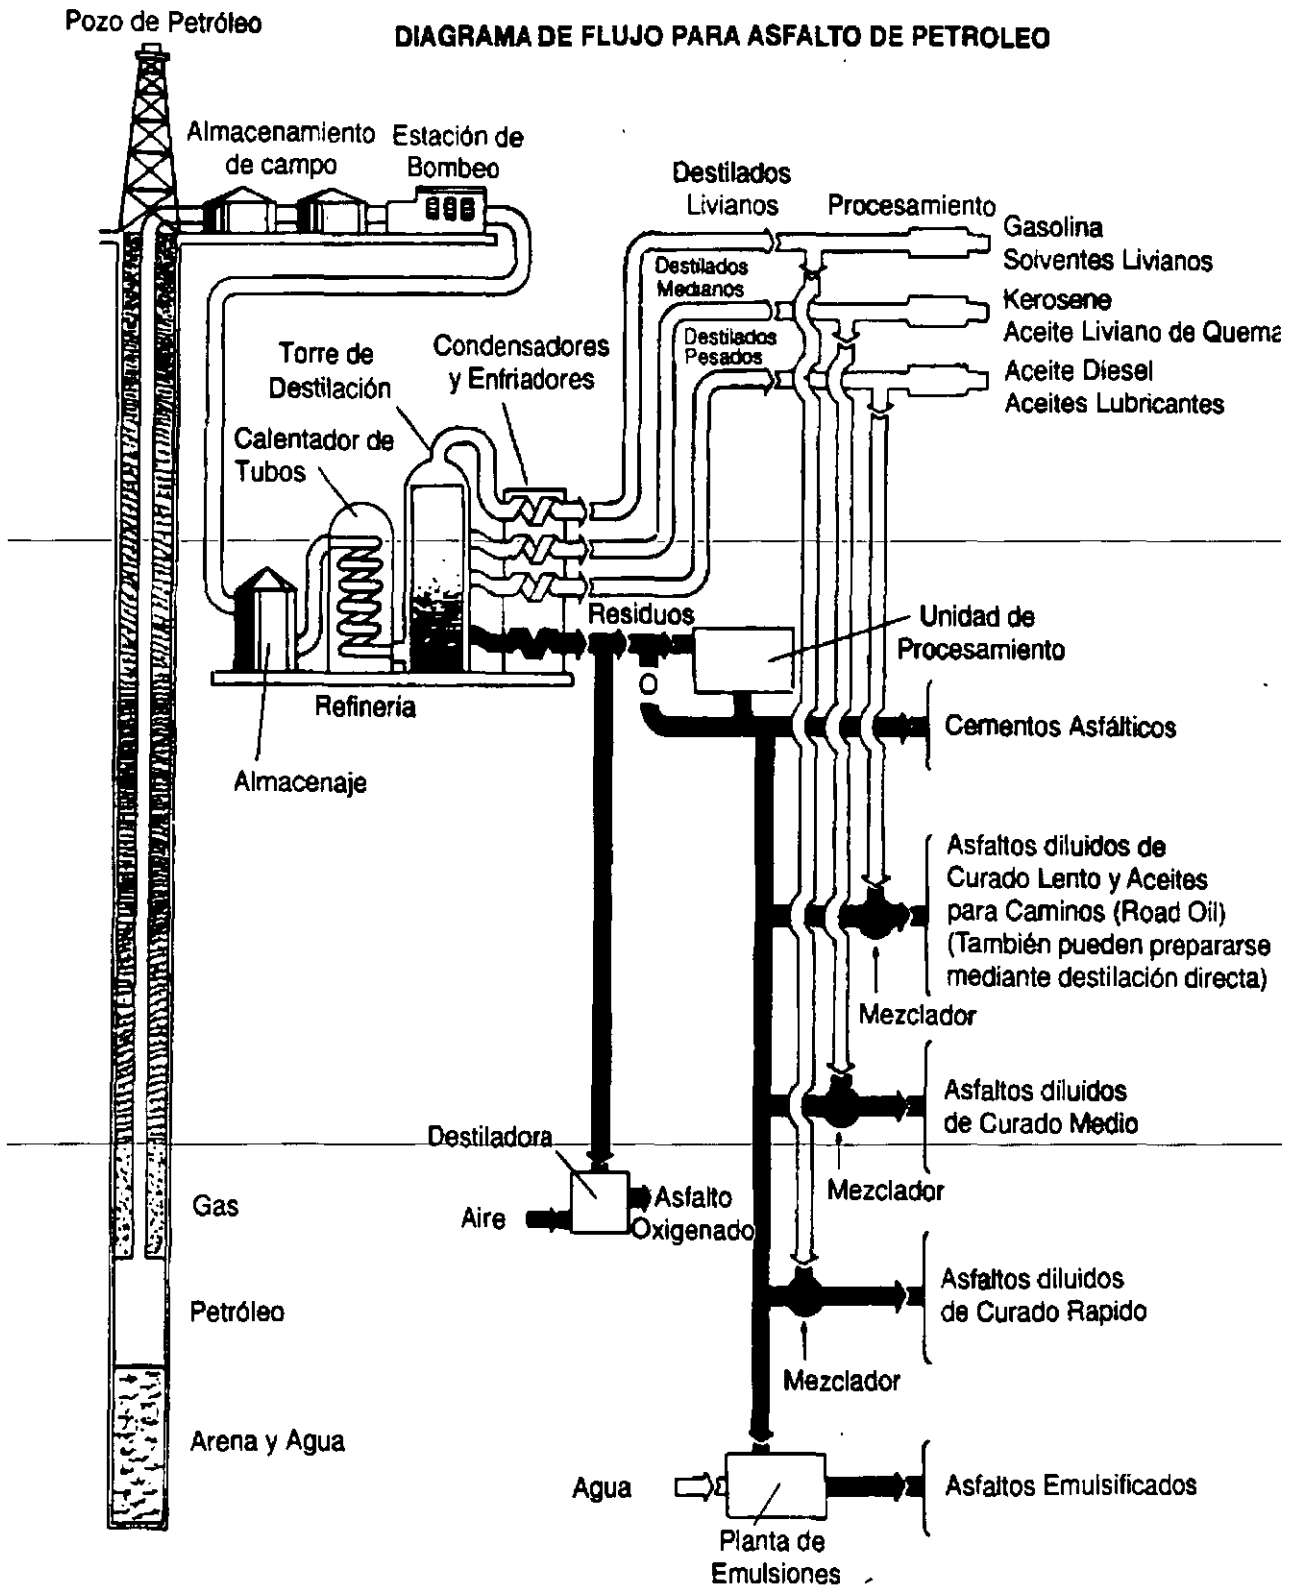 Pozo de Petróleo
DIAGRAMA DE FLUJO PARA ASFALTO DE PETROLEO
Almacenamiento
de campo
Estación de
Bombeo
Destilados
Livianos
Procesamiento
Gasolina
Soiventes Livianos
Destilados
Medianos
Kerosene
Aceite Liviano de Quema
Destilados
Pesados
Aceite Diesel
Aceites Lubricantes
Torre de
Destilación
Condensadores
y Enfriadores
Calentador de
Tubos
Residuos
Unidad de
Procesamiento
O
Refinería
Almacenaje
Cementos Asfálticos
Asfaltos diluidos de
Curado Lento y Aceites
para Caminos (Road Oil)
(También pueden prepararse
mediante destilación directa)
Mezclador
Asfaltos diluidos
de Curado Medio
Mezclador
Destiladora
Aire
Asfalto
Oxigenado
Gas
Petróleo
Arena y Agua
Asfaltos diluidos
de Curado Rapido
Mezclador
Agua
Asfaltos Emulsificados
Planta de
Emulsiones